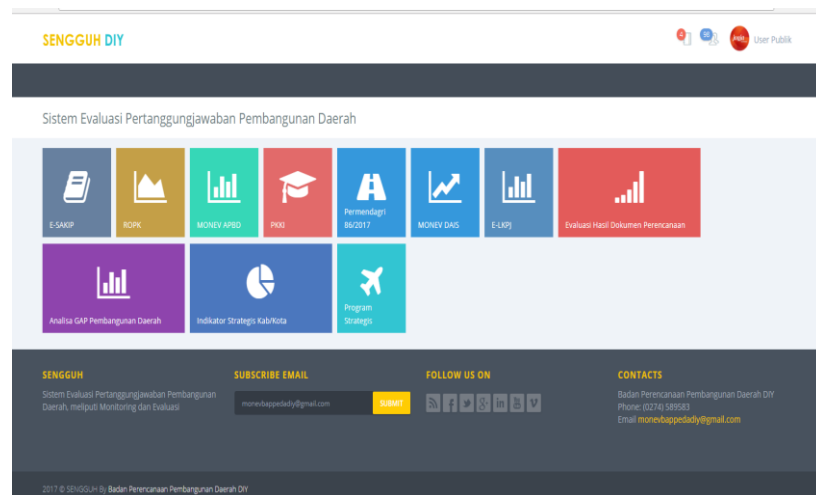 SENGGUH DIY
User Publik
Sistem Evaluasi Pertanggungjawaban Pembangunan Daerah
E-SAKIP
ROPK
MONEV APBD
PKKI
Permendagri
86/2017
MONEV DAIS
E-LKPJ
Evaluasi Hasil Dokumen Perencanaan
Analisa GAP Pembangunan Daerah
Indikator Strategis Kab/Kota
Program
Strategis
SENGGUH
Sistem Evaluasi Pertanggungjawaban Pembangunan
Daerah, meliputi Monitoring dan Evaluasi
SUBSCRIBE EMAIL
monevbappedadiy@gmail.com
SUBMIT
FOLLOW US ON
CONTACTS
Badan Perencanaan Pembangunan Daerah DIY
Phone: (0274) 589583
Email monevbappedadiy@gmail.com
2017 © SENGGUH By Badan Perencanaan Pembangunan Daerah DIY